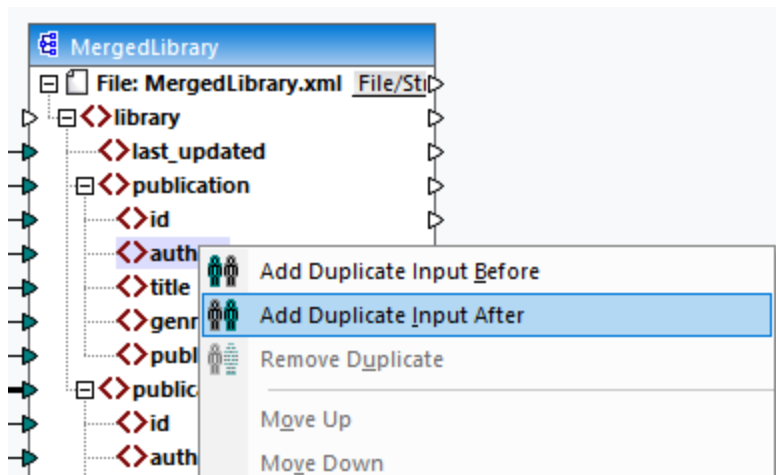 MergedLibrary
File: MergedLibrary.xml File/Str
library
last_updated
publication
id
auth
Add Duplicate Input Before
title
Add Duplicate Input After
genr
publ
Remove Duplicate
public
id
Move Up
auth
Move Down